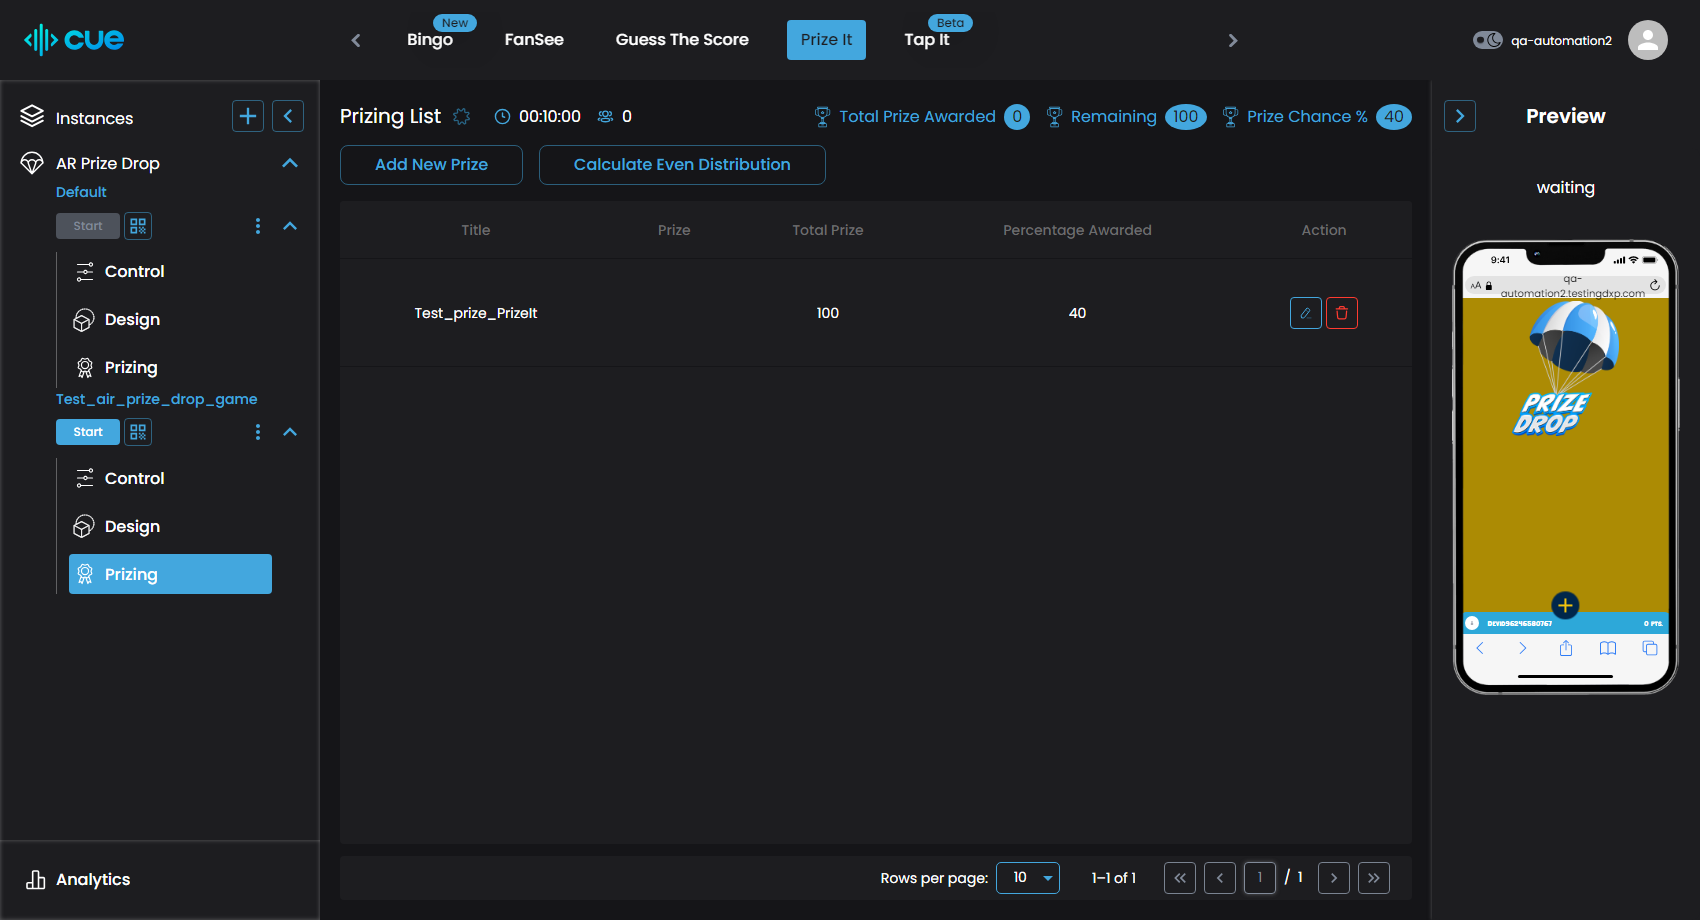 cue
New
Bingo
FanSee
Guess The Score
Prize It
Beta
Tap It
qa-automation2
Instances
AR Prize Drop
Default
Start
Control
Design
Prizing
Test_air_prize_drop_game
Start
Control
Design
Prizing
Analytics
Prizing List
00:10:00
0
Total Prize Awarded 0
Remaining 100
Prize Chance % 40
Add New Prize
Calculate Even Distribution
Title Prize Total Prize Percentage Awarded Action
Test_prize_PrizeIt 100 40
Rows per page: 10 1–1 of 1 1 / 1
Preview
waiting
9:41
AA
qa-
automation2.testingdxp.com
PRIZE
DROP
0 PTS.